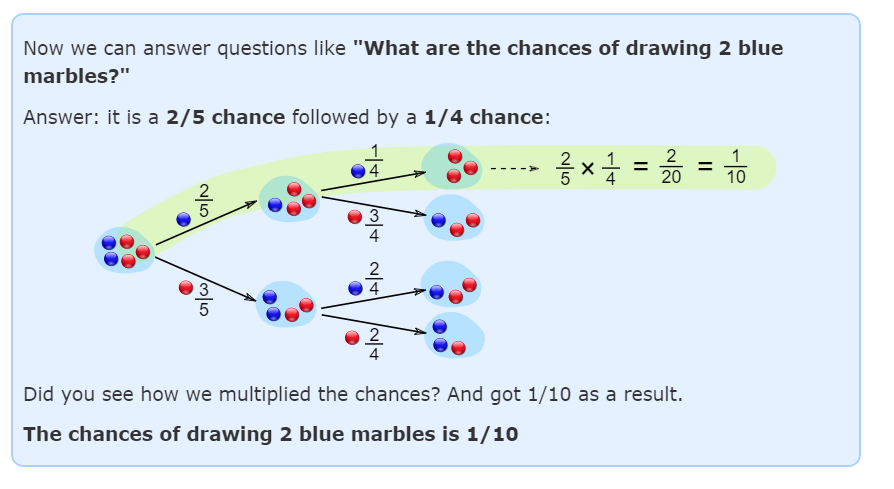 Now we can answer questions like "What are the chances of drawing 2 blue
marbles?"
Answer: it is a 2/5 chance followed by a 1/4 chance:
1/4
2/5 × 1/4 = 2/20 = 1/10
2/5
3/4
2/4
3/5
2/4
Did you see how we multiplied the chances? And got 1/10 as a result.
The chances of drawing 2 blue marbles is 1/10